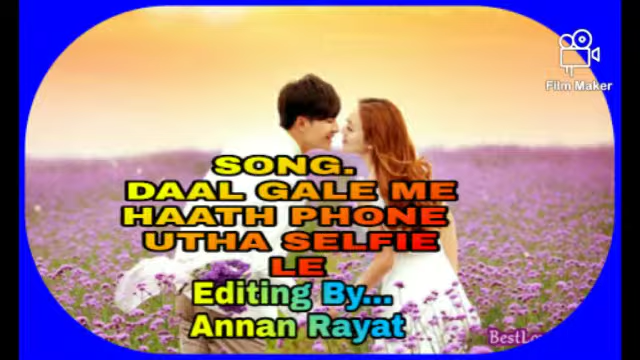 Film Maker
SONG.
DAAL GALE ME
HAATH PHONE
UTHA SELFIE
LE
Editing By...
Annan Rayat